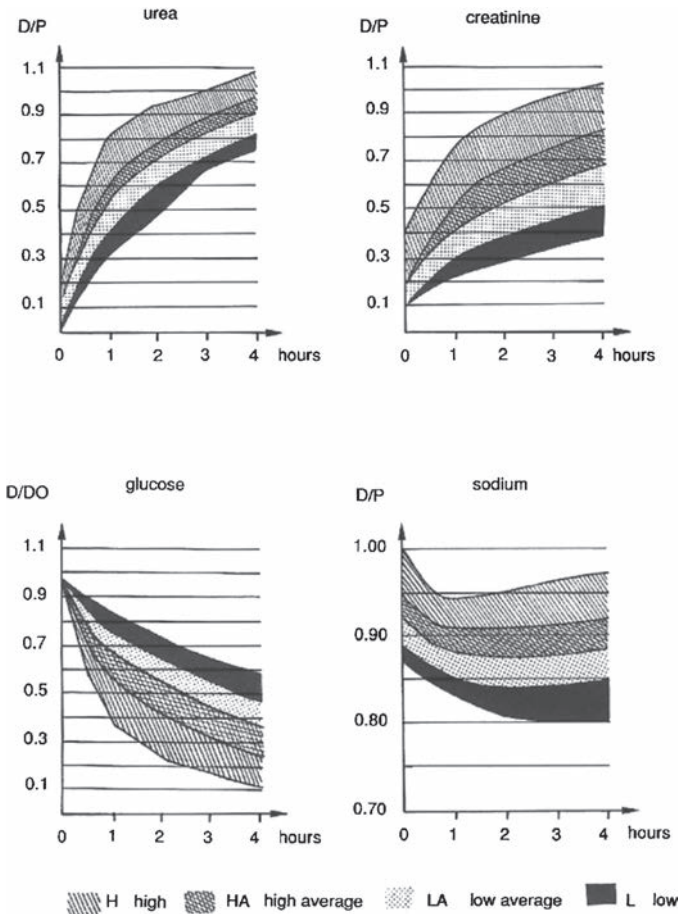 urea
D/P
1.1
0.9
0.7
0.5
0.3
0.1
0 1 2 3 4 hours
creatinine
D/P
1.1
0.9
0.7
0.5
0.3
0.1
0 1 2 3 4 hours
glucose
D/DO
1.1
0.9
0.7
0.5
0.3
0.1
0 1 2 3 4 hours
sodium
D/P
1.00
0.90
0.80
0.70
0 1 2 3 4 hours
H high HA high average LA low average L low